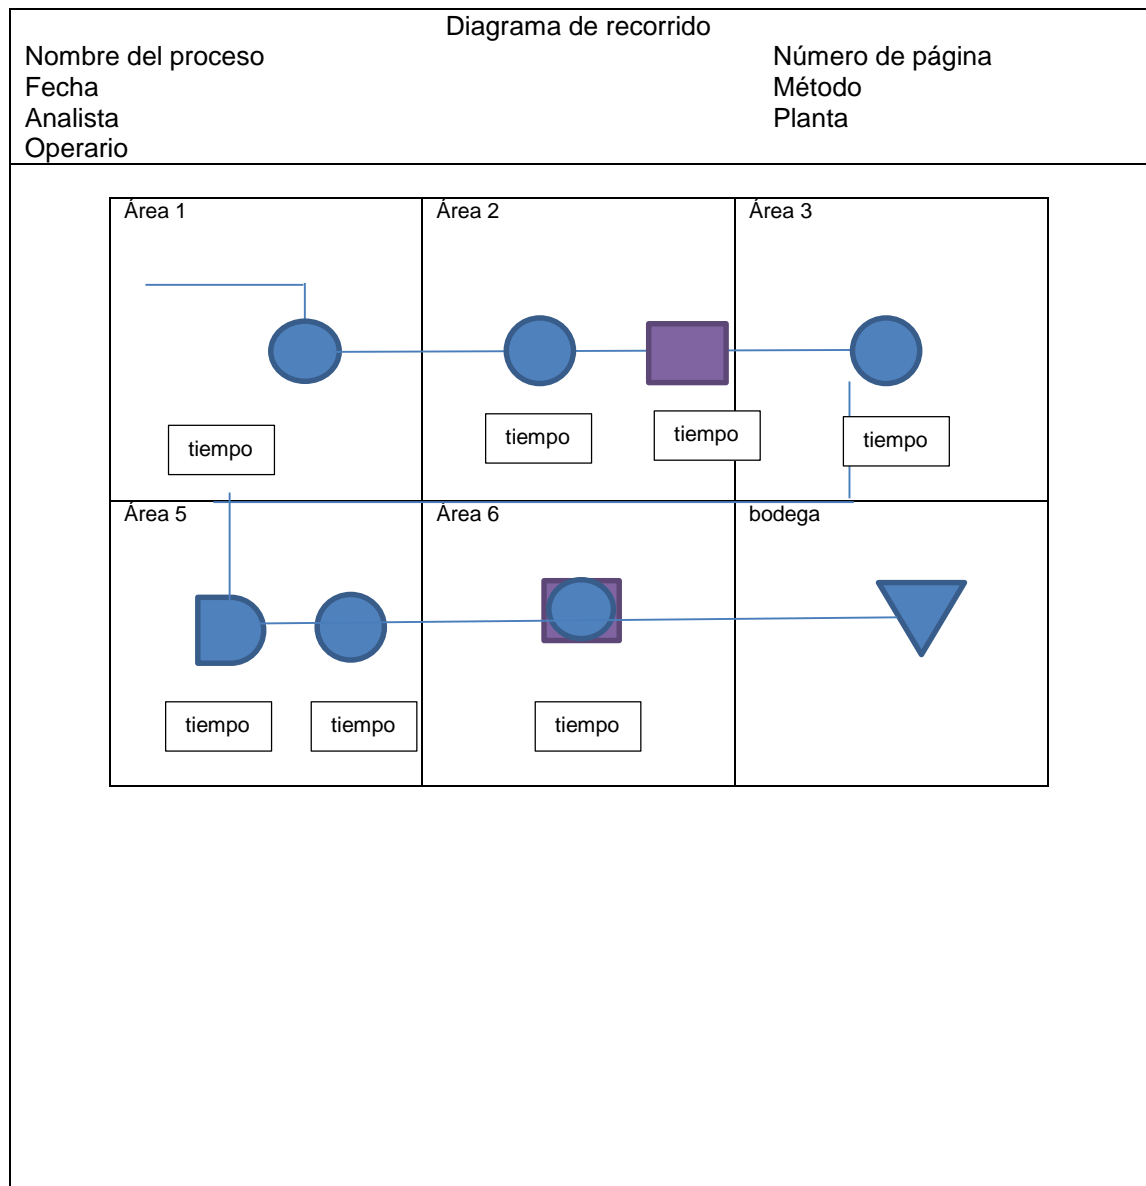 Diagrama de recorrido
Nombre del proceso
Número de página
Fecha
Método
Analista
Planta
Operario
Área 1
Área 2
Área 3
tiempo
tiempo
tiempo
tiempo
Área 5
Área 6
bodega
tiempo
tiempo
tiempo